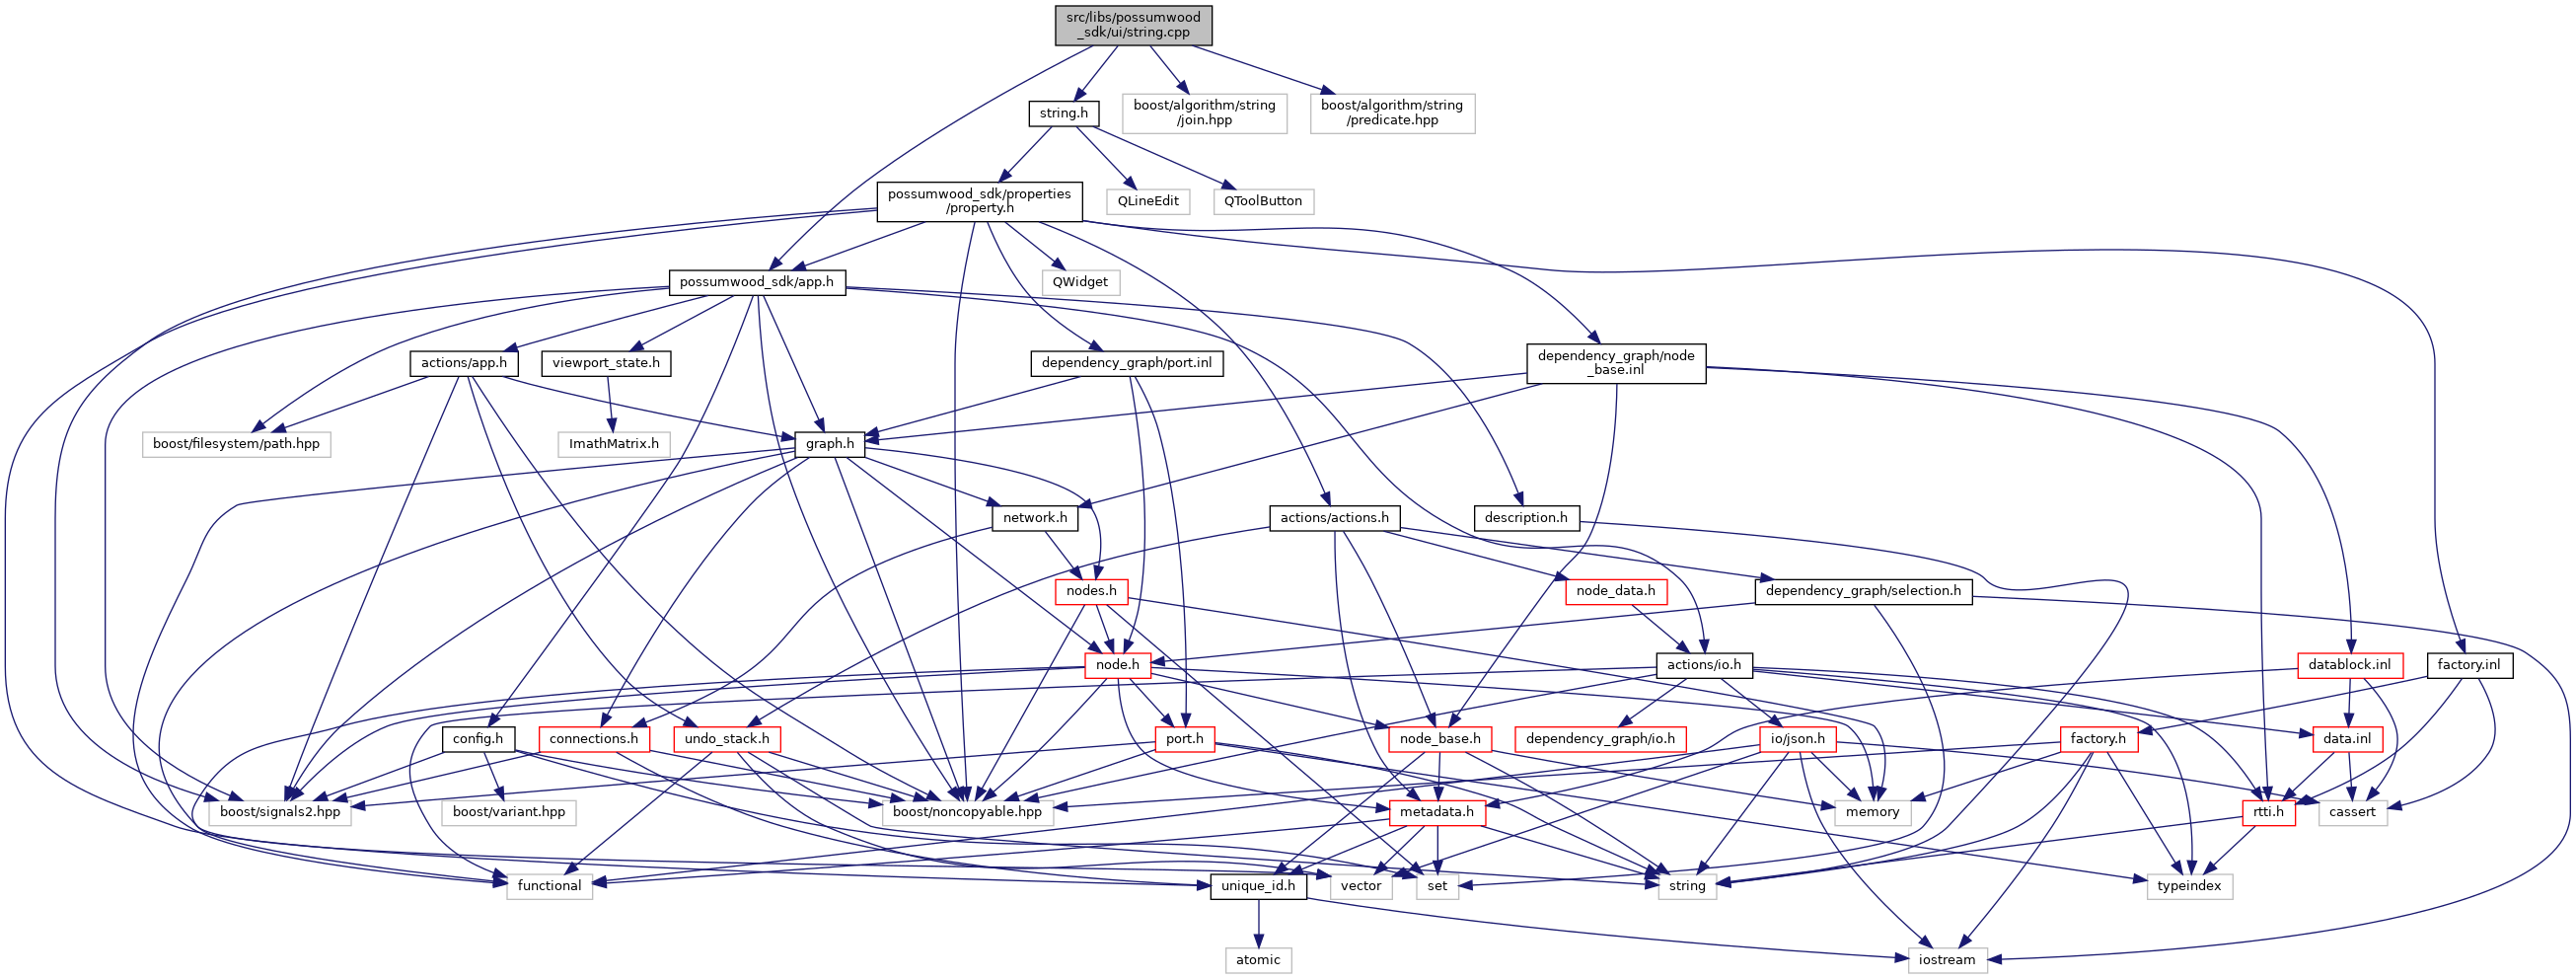 src/libs/possumwood
_sdk/ui/string.cpp
string.h
boost/algorithm/string
/join.hpp
boost/algorithm/string
/predicate.hpp
possumwood_sdk/properties
/property.h
QLineEdit
QToolButton
possumwood_sdk/app.h
QWidget
actions/app.h
viewport_state.h
dependency_graph/port.inl
dependency_graph/node
_base.inl
boost/filesystem/path.hpp
ImathMatrix.h
graph.h
network.h
actions/actions.h
description.h
nodes.h
node_data.h
dependency_graph/selection.h
node.h
actions/io.h
datablock.inl
factory.inl
config.h
connections.h
undo_stack.h
port.h
node_base.h
dependency_graph/io.h
io/json.h
factory.h
data.inl
boost/signals2.hpp
boost/variant.hpp
boost/noncopyable.hpp
metadata.h
memory
rtti.h
cassert
functional
unique_id.h
vector
set
string
typeindex
atomic
iostream